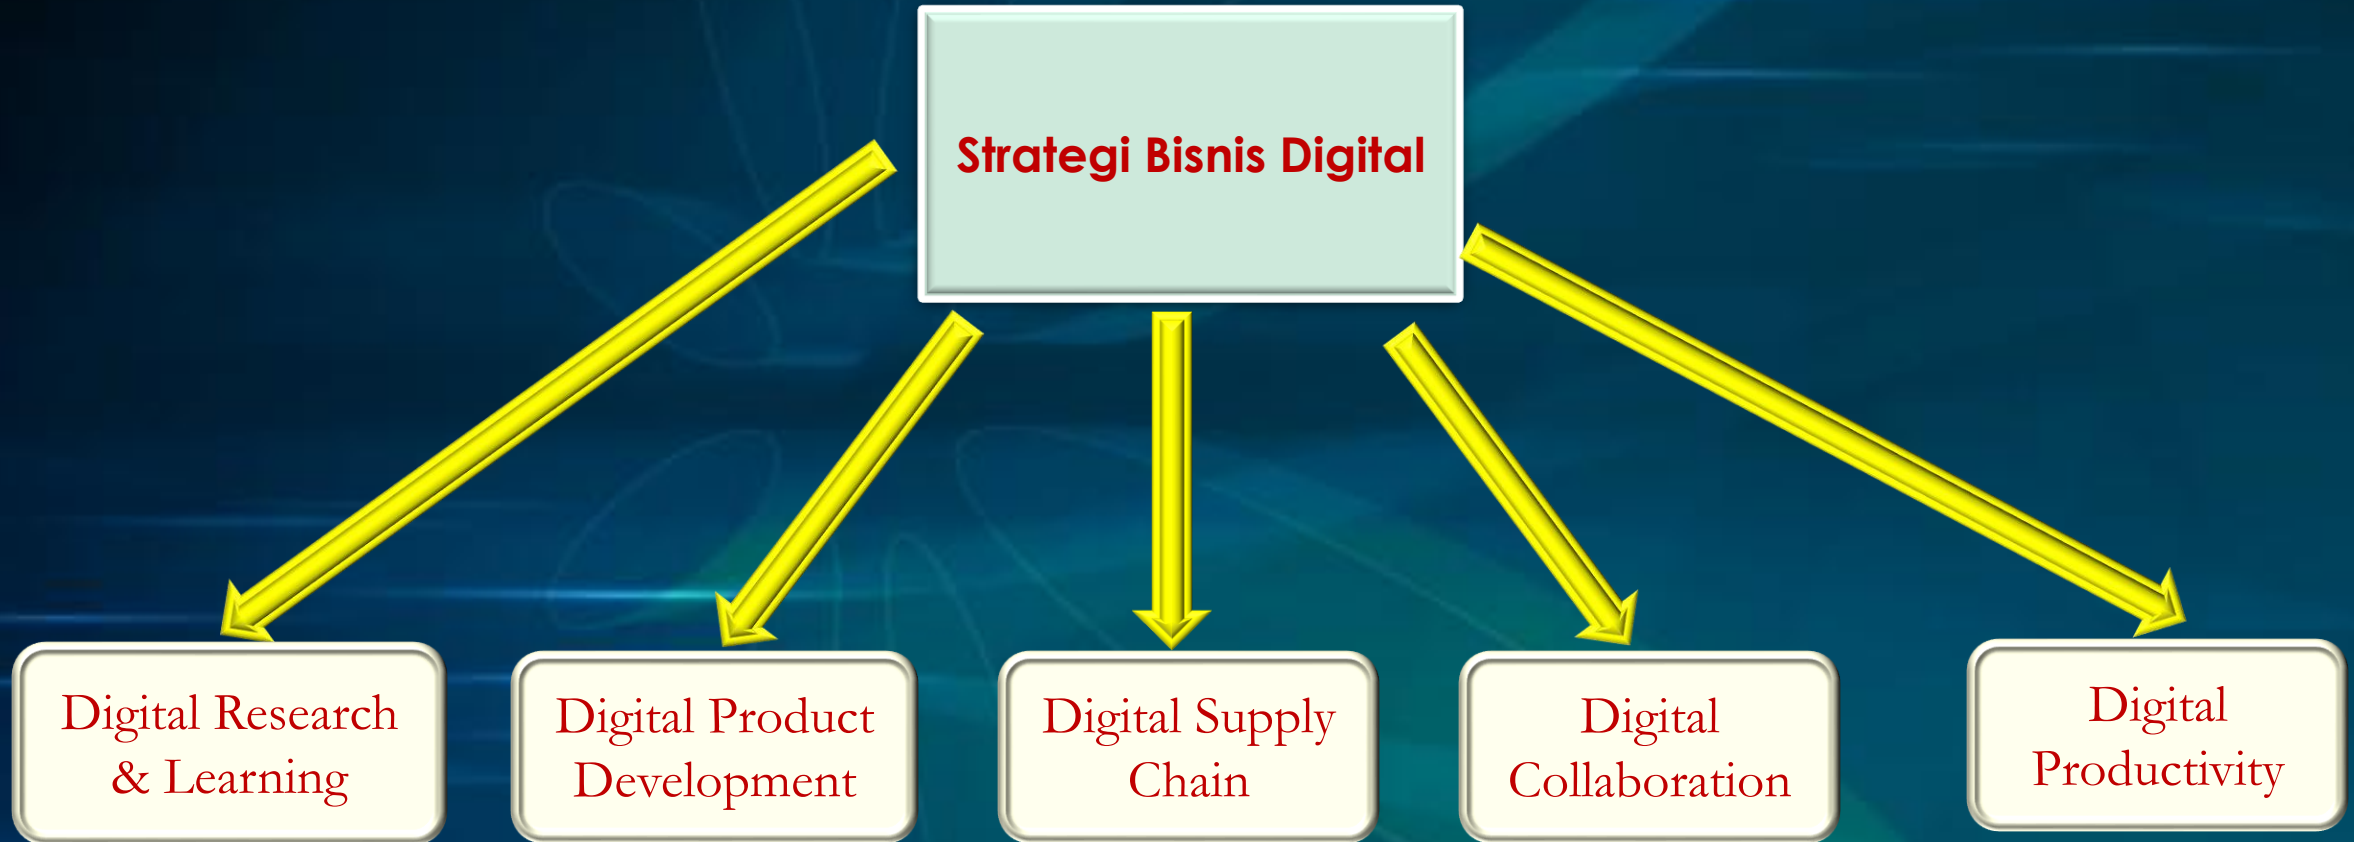 Strategi Bisnis Digital
Digital Research
& Learning
Digital Product
Development
Digital Supply
Chain
Digital
Collaboration
Digital
Productivity